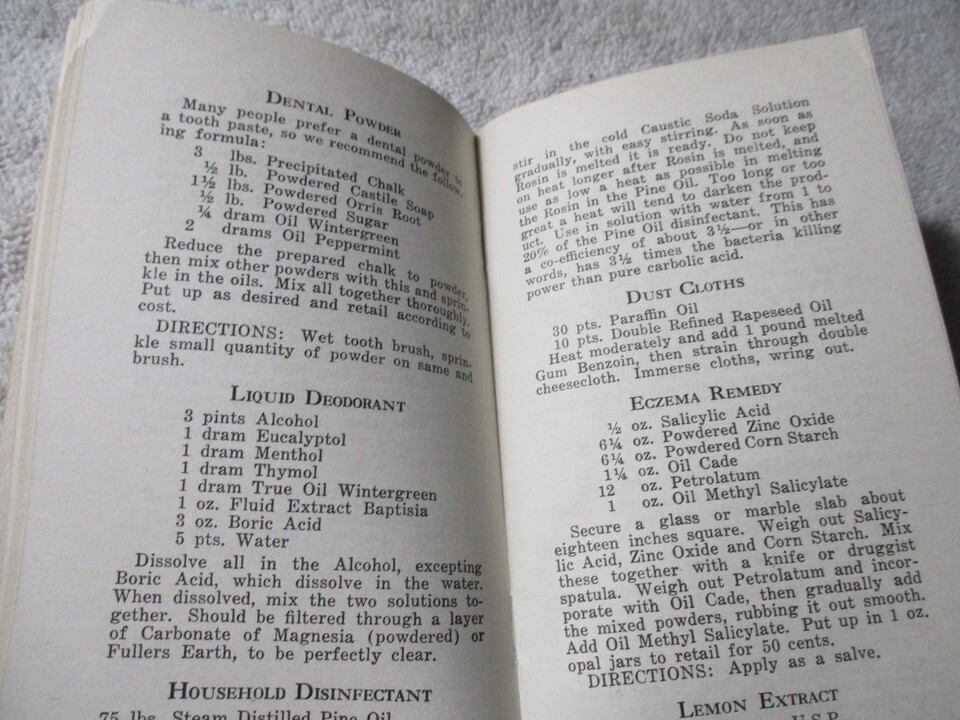 DENTAL POWDER
Many people prefer a dental powder to
a tooth paste, so we recommend the follow-
ing formula:
3 lbs. Precipitated Chalk
½ lb. Powdered Castile Soap
1½ lbs. Powdered Orris Root
½ lb. Powdered Sugar
¼ dram Oil Wintergreen
2 drams Oil Peppermint
Reduce the prepared chalk to powder,
then mix other powders with this and sprin-
kle in the oils. Mix all together thoroughly.
Put up as desired and retail according to
cost.
DIRECTIONS: Wet tooth brush, sprin-
kle small quantity of powder on same and
brush.
LIQUID DEODORANT
3 pints Alcohol
1 dram Eucalyptol
1 dram Menthol
1 dram Thymol
1 dram True Oil Wintergreen
1 oz. Fluid Extract Baptisia
3 oz. Boric Acid
5 pts. Water
Dissolve all in the Alcohol, excepting
Boric Acid, which dissolve in the water.
When dissolved, mix the two solutions to-
gether. Should be filtered through a layer
of Carbonate of Magnesia (powdered) or
Fullers Earth, to be perfectly clear.
HOUSEHOLD DISINFECTANT
75 lbs. Steam Distilled Pine Oil
stir in the cold Caustic Soda Solution
gradually, with easy stirring. As soon as
Rosin is melted it is ready. Do not keep
on heat longer after Rosin is melted, and
use as low a heat as possible in melting
the Rosin in the Pine Oil. Too long or too
great a heat will tend to darken the prod-
uct. Use in solution with water from 1 to
20% of the Pine Oil disinfectant. This has
a co-efficiency of about 3½—or in other
words, has 3½ times the bacteria killing
power than pure carbolic acid.
DUST CLOTHS
30 pts. Paraffin Oil
10 pts. Double Refined Rapeseed Oil
Heat moderately and add 1 pound melted
Gum Benzoin, then strain through double
cheesecloth. Immerse cloths, wring out.
ECZEMA REMEDY
½ oz. Salicylic Acid
6¼ oz. Powdered Zinc Oxide
6¼ oz. Powdered Corn Starch
1¼ oz. Oil Cade
12 oz. Petrolatum
1 oz. Oil Methyl Salicylate
Secure a glass or marble slab about
eighteen inches square. Weigh out Salicy-
lic Acid, Zinc Oxide and Corn Starch. Mix
these together with a knife or druggist
spatula. Weigh out Petrolatum and incor-
porate with Oil Cade, then gradually add
the mixed powders, rubbing it out smooth.
Add Oil Methyl Salicylate. Put up in 1 oz.
opal jars to retail for 50 cents.
DIRECTIONS: Apply as a salve.
LEMON EXTRACT
U.S.P.